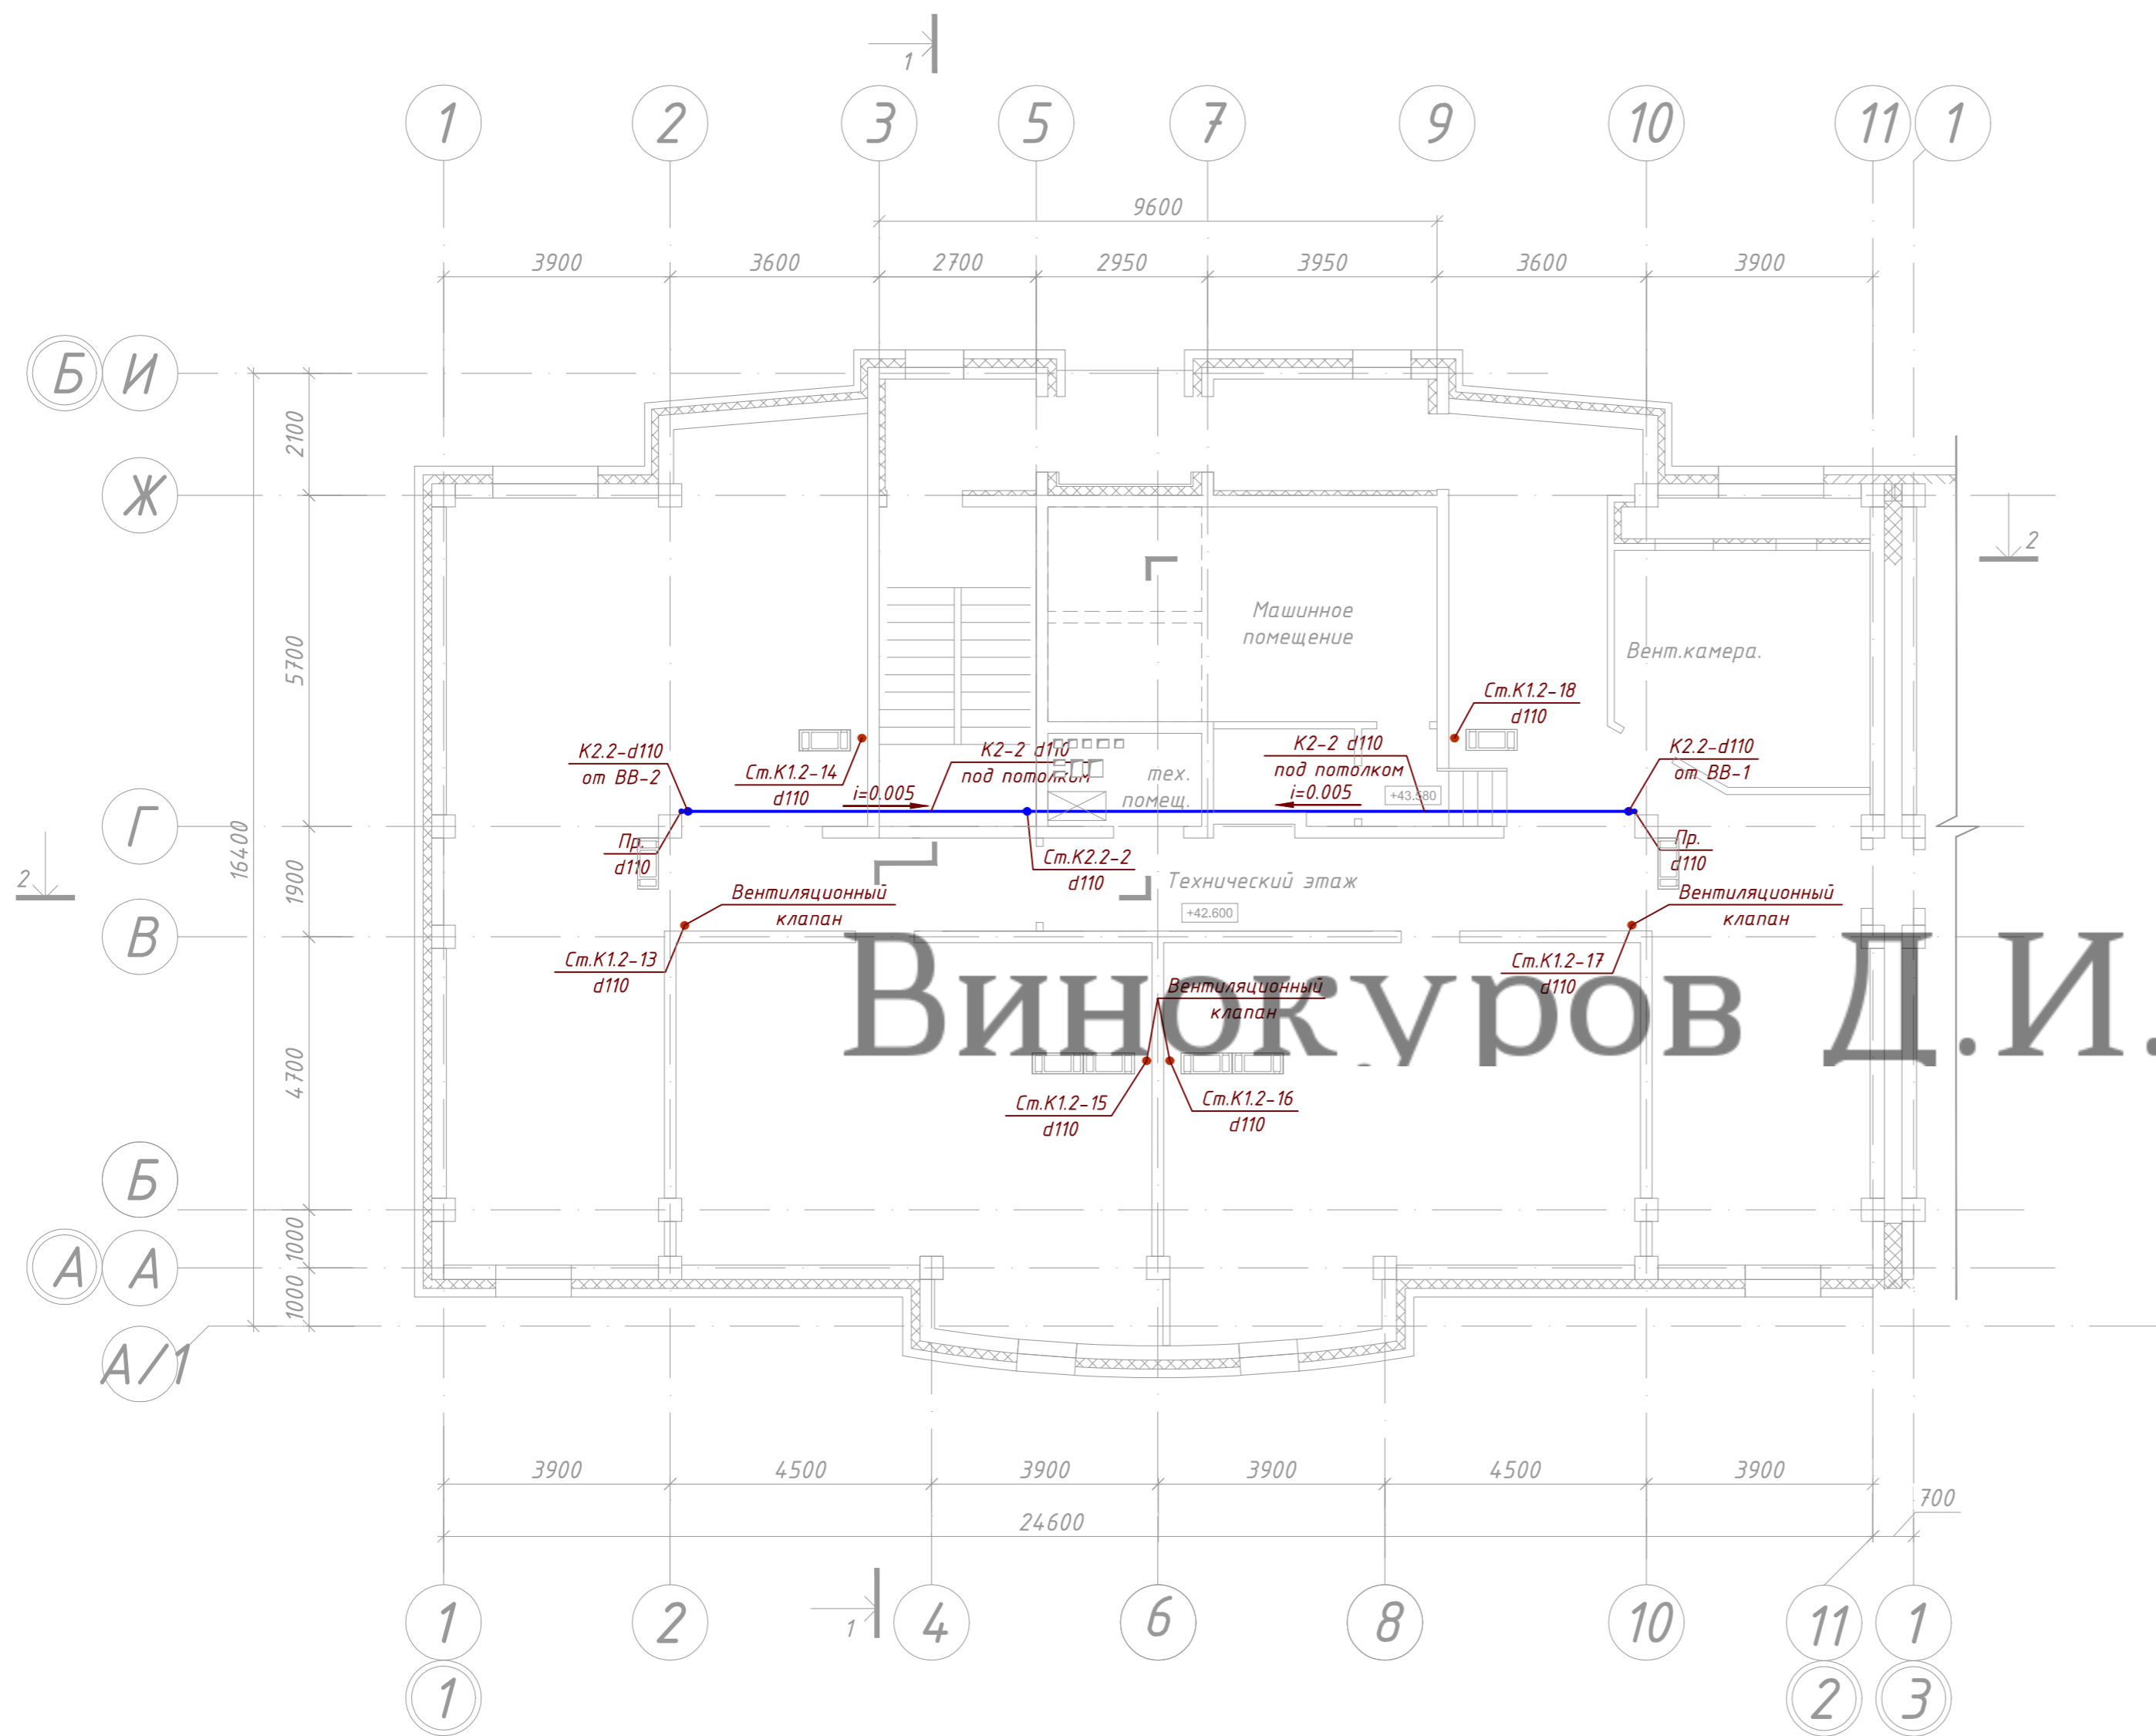 1
1
2
3
5
7
9
10
11
1
9600
3900
3600
2700
2950
3950
3600
3900
Б
И
2100
Ж
2
5700
Машинное
помещение
Вент.камера.
Ст.К1.2-18
d110
К2.2-d110
от ВВ-2
Ст.К1.2-14
d110
К2-2 d110
под потолком
i=0.005
К2-2 d110
под потолком
i=0.005
К2.2-d110
от ВВ-1
тех.
помещ.
+43.580
Г
16400
Пр.
d110
Ст.К2.2-2
d110
Пр.
d110
2
1900
Технический этаж
+42.600
Вентиляционный
клапан
Вентиляционный
клапан
В
Ст.К1.2-13
d110
Ст.К1.2-17
d110
Винокуров Д.И.
Вентиляционный
клапан
4700
Ст.К1.2-15
d110
Ст.К1.2-16
d110
Б
1000
А
А
1000
А/1
3900
4500
3900
3900
4500
3900
700
24600
1
1
2
4
6
8
10
11
1
1
2
3